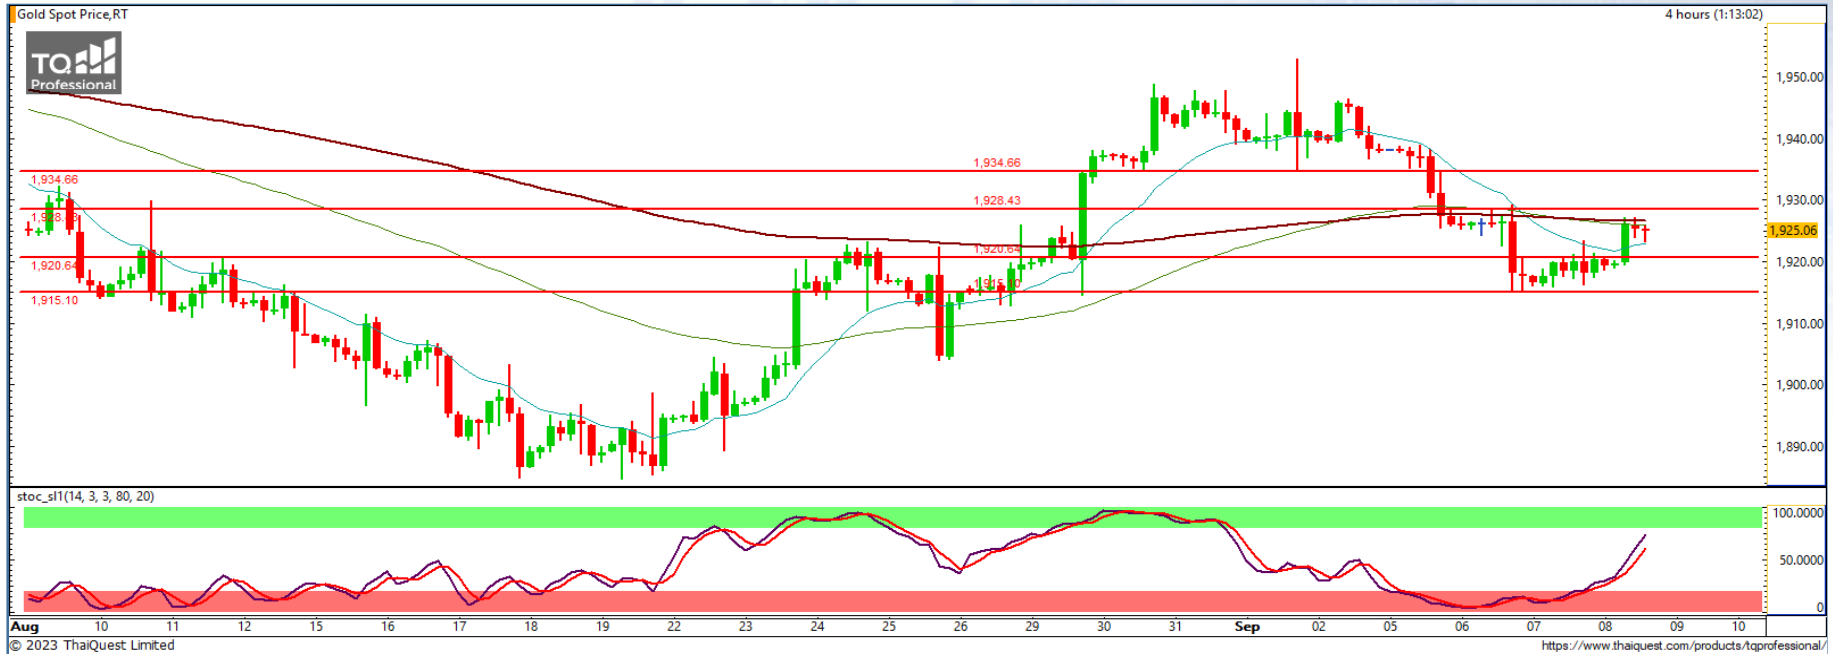 Gold Spot Price,RT
4 hours (1:13:02)
TQ
Professional
1,950.00
1,940.00
1,934.66
1,934.66
1,930.00
1,928.43
1,928.43
1,925.06
1,920.64
1,920.64
1,920.00
1,915.10
1,915.10
1,910.00
1,900.00
1,890.00
stoc_sl1(14, 3, 3, 80, 20)
100.0000
50.0000
0
Aug 10 11 12 15 16 17 18 19 22 23 24 25 26 29 30 31 Sep 02 05 06 07 08 09 10
© 2023 ThaiQuest Limited
https://www.thaiquest.com/products/tqprofessional/